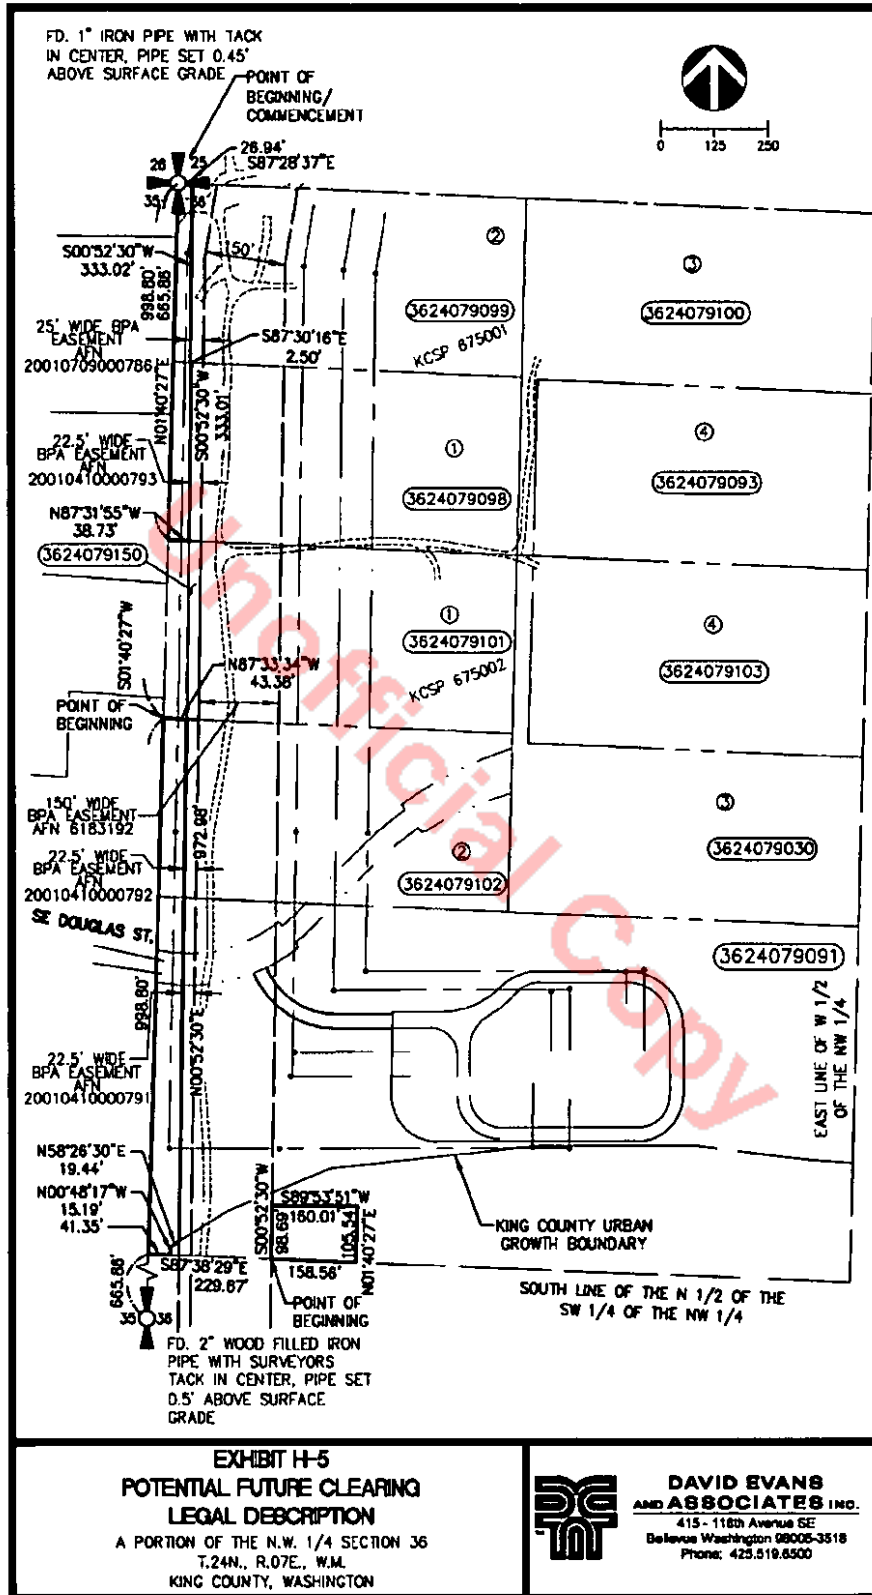 FD. 1" IRON PIPE WITH TACK
IN CENTER, PIPE SET 0.45'
ABOVE SURFACE GRADE
POINT OF
BEGINNING/
COMMENCEMENT
0 125 250
26.94'
S87°28'37"E
26 25
35 36
S00°52'30"W
333.02'
998.80'
665.88'
150'
25' WIDE BPA
EASEMENT
AFN
20010709000786
S87°30'16"E
2.50'
N01°40'27"E
S00°52'30"W
333.01'
2
3624079099
KCSP 675001
3
3624079100
22.5' WIDE
BPA EASEMENT
AFN
20010410000793
1
3624079098
4
3624079093
N87°31'55"W
38.73'
3624079150
S01°40'27"W
1
3624079101
KCSP 675002
4
3624079103
N87°33'34"W
43.38'
POINT OF
BEGINNING
150' WIDE
BPA EASEMENT
AFN 6183192
972.98'
22.5' WIDE
BPA EASEMENT
AFN
20010410000792
2
3624079102
3
3624079030
SE DOUGLAS ST.
3624079091
998.80'
N00°52'30"E
22.5' WIDE
BPA EASEMENT
AFN
20010410000791
EAST LINE OF W 1/2
OF THE NW 1/4
N58°26'30"E
19.44'
N00°48'17"W
15.19'
41.35'
S00°52'30"W
S89°53'51"W
160.01'
98.69'
105.54'
N01°40'27"E
KING COUNTY URBAN
GROWTH BOUNDARY
S87°38'29"E
229.87'
158.56'
665.88'
POINT OF
BEGINNING
SOUTH LINE OF THE N 1/2 OF THE
SW 1/4 OF THE NW 1/4
35 36
FD. 2" WOOD FILLED IRON
PIPE WITH SURVEYORS
TACK IN CENTER, PIPE SET
0.5' ABOVE SURFACE
GRADE
Unofficial Copy
EXHIBIT H-5
POTENTIAL FUTURE CLEARING
LEGAL DESCRIPTION
A PORTION OF THE N.W. 1/4 SECTION 36
T.24N., R.07E., W.M.
KING COUNTY, WASHINGTON
DAVID EVANS
AND ASSOCIATES INC.
415 - 118th Avenue SE
Bellevue Washington 98005-3518
Phone: 425.519.6500